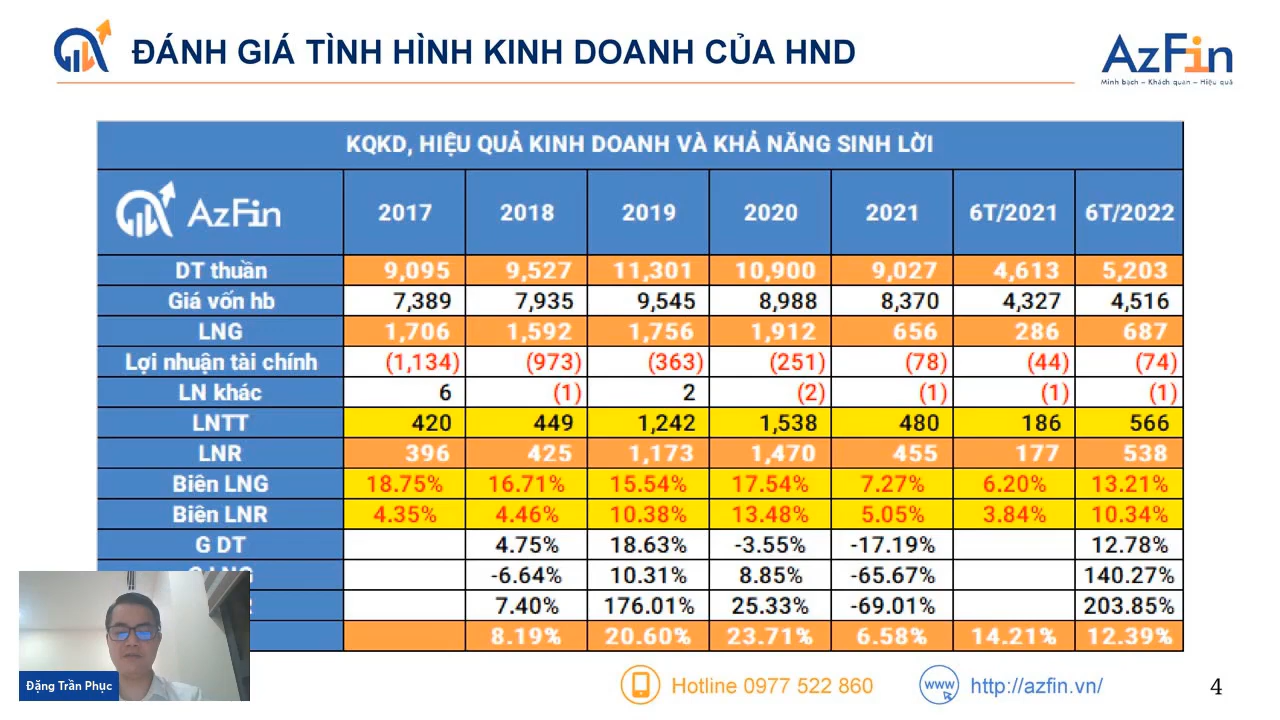 ĐÁNH GIÁ TÌNH HÌNH KINH DOANH CỦA HND
AzFin
Minh bạch – Khách quan – Hiệu quả
KQKD, HIỆU QUẢ KINH DOANH VÀ KHẢ NĂNG SINH LỜI
AzFin 2017 2018 2019 2020 2021 6T/2021 6T/2022
DT thuần 9,095 9,527 11,301 10,900 9,027 4,613 5,203
Giá vốn hb 7,389 7,935 9,545 8,988 8,370 4,327 4,516
LNG 1,706 1,592 1,756 1,912 656 286 687
Lợi nhuận tài chính (1,134) (973) (363) (251) (78) (44) (74)
LN khác 6 (1) 2 (2) (1) (1) (1)
LNTT 420 449 1,242 1,538 480 186 566
LNR 396 425 1,173 1,470 455 177 538
Biên LNG 18.75% 16.71% 15.54% 17.54% 7.27% 6.20% 13.21%
Biên LNR 4.35% 4.46% 10.38% 13.48% 5.05% 3.84% 10.34%
G DT 4.75% 18.63% -3.55% -17.19% 12.78%
-6.64% 10.31% 8.85% -65.67% 140.27%
7.40% 176.01% 25.33% -69.01% 203.85%
8.19% 20.60% 23.71% 6.58% 14.21% 12.39%
Đặng Trần Phục
Hotline 0977 522 860
www
http://azfin.vn/
4